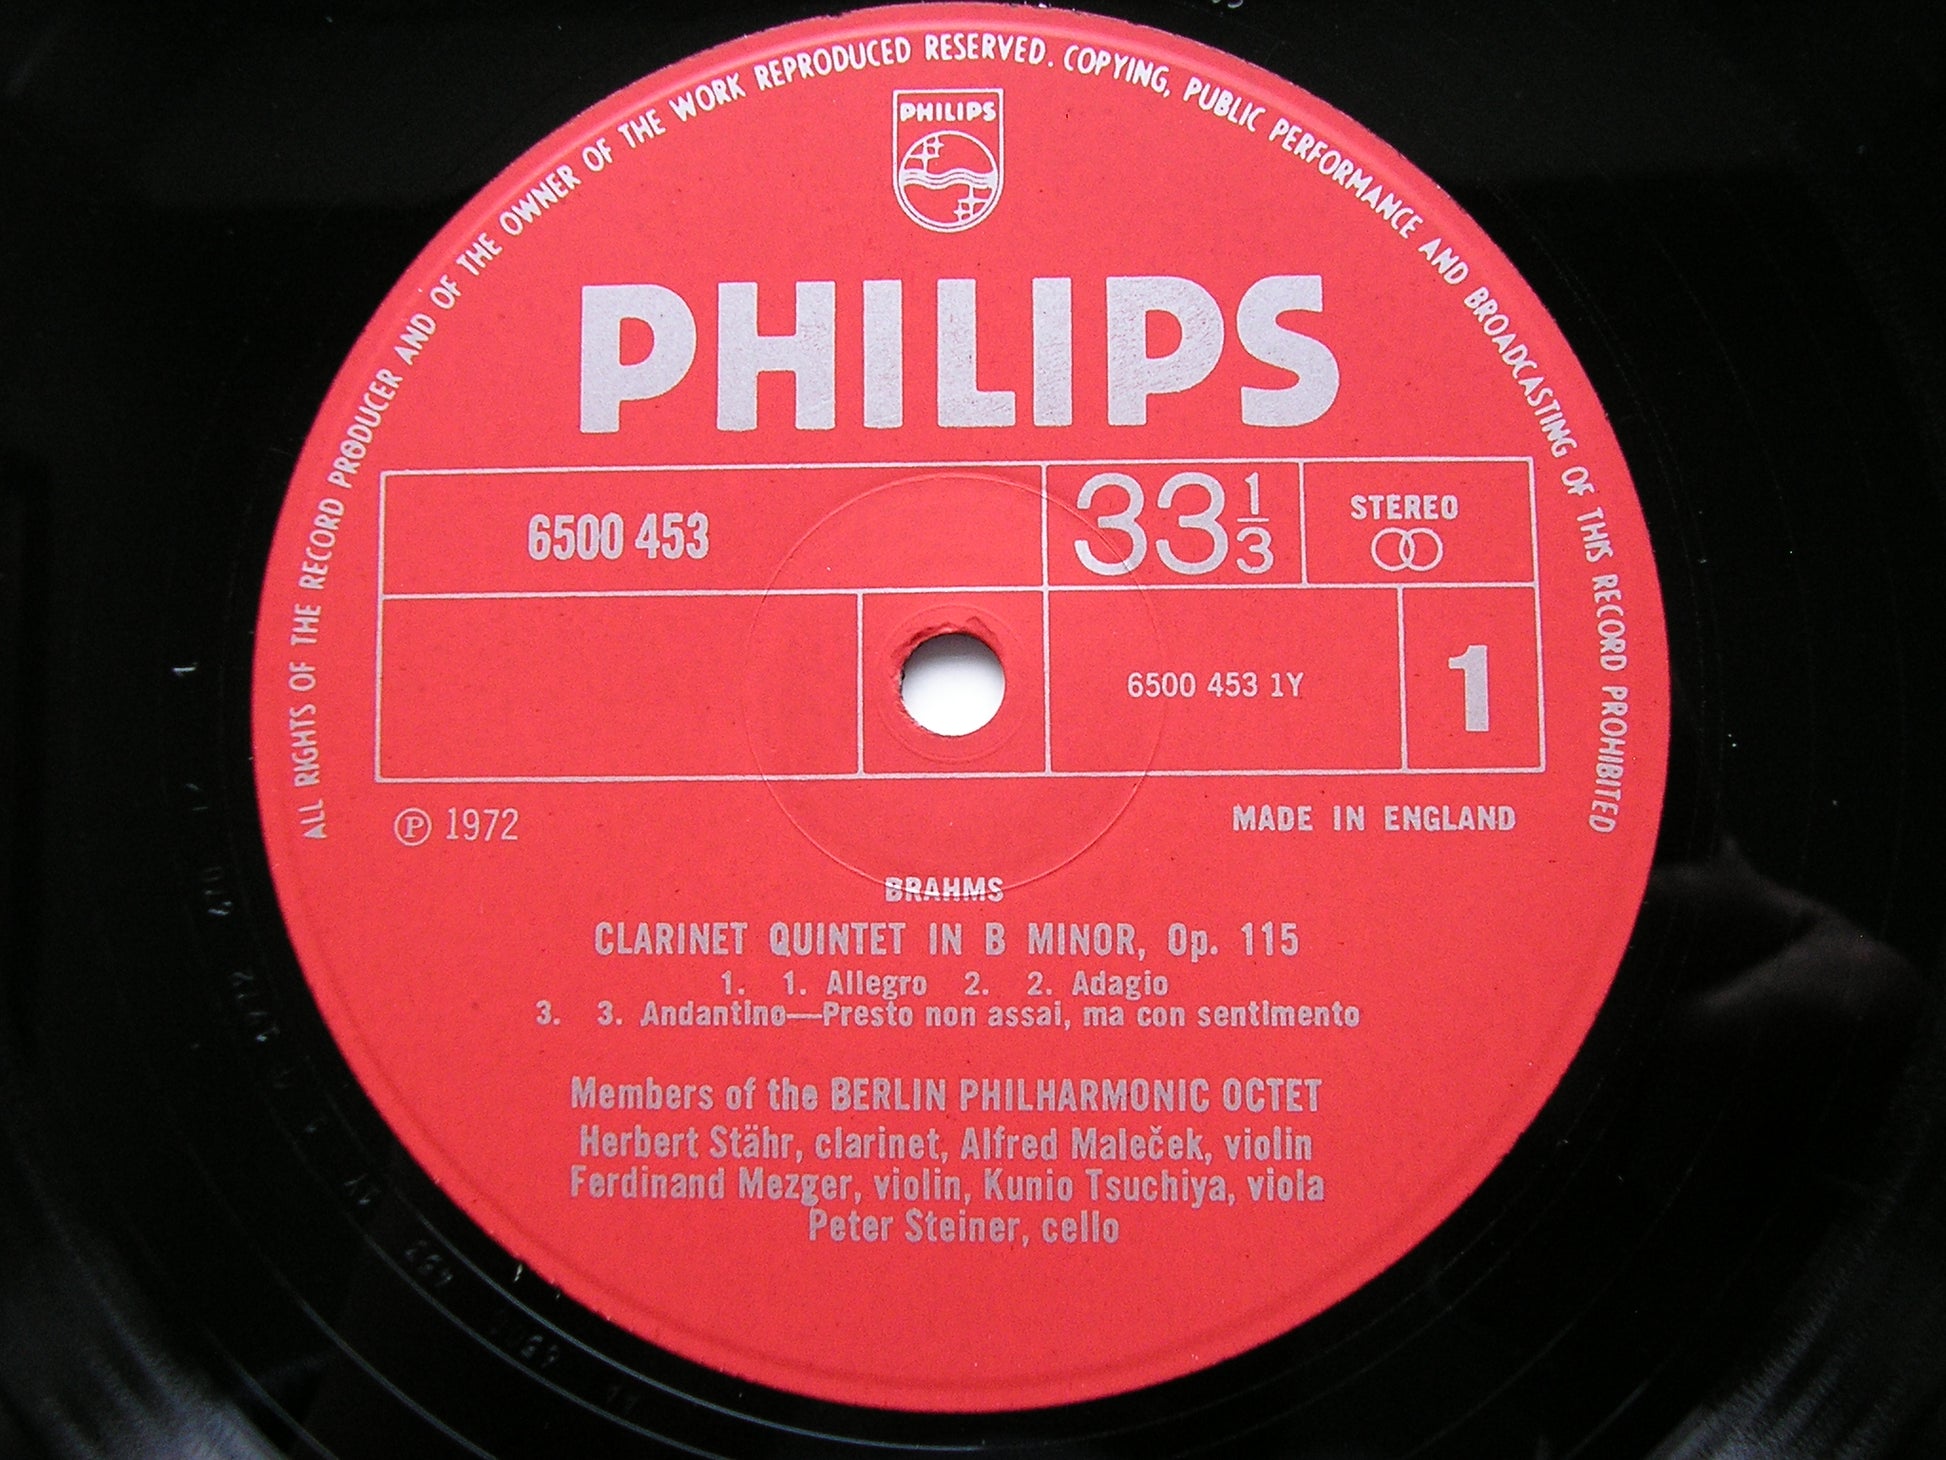 ALL RIGHTS OF THE RECORD PRODUCER AND OF THE OWNER OF THE WORK REPRODUCED RESERVED. COPYING, PUBLIC PERFORMANCE AND BROADCASTING OF THIS RECORD PROHIBITED
PHILIPS
PHILIPS
6500 453
33 1/3
STEREO
6500 453 1Y
1
Ⓟ 1972
MADE IN ENGLAND
BRAHMS
CLARINET QUINTET IN B MINOR, Op. 115
1. 1. Allegro 2. 2. Adagio
3. 3. Andantino—Presto non assai, ma con sentimento
Members of the BERLIN PHILHARMONIC OCTET
Herbert Stähr, clarinet, Alfred Maleček, violin
Ferdinand Mezger, violin, Kunio Tsuchiya, viola
Peter Steiner, cello